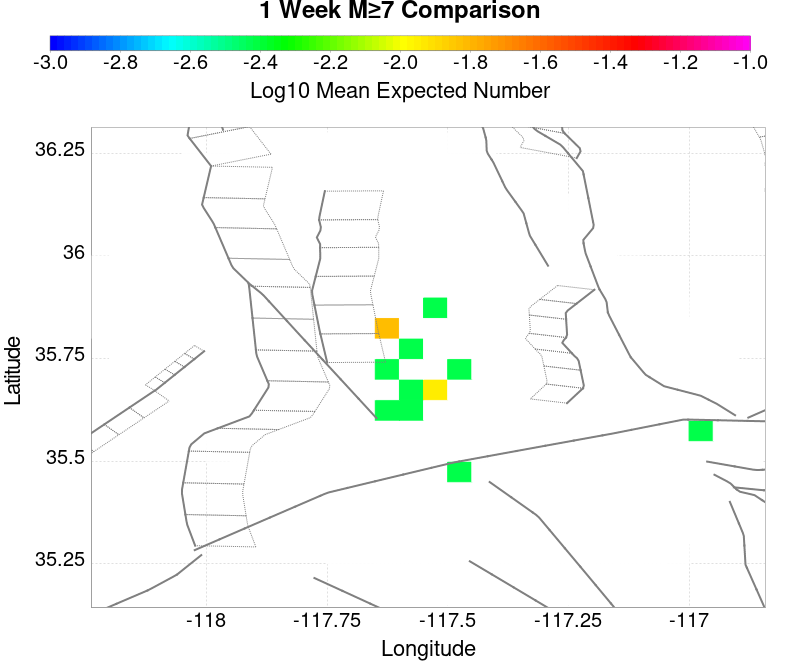 1 Week M≥7 Comparison
-3.0 -2.8 -2.6 -2.4 -2.2 -2.0 -1.8 -1.6 -1.4 -1.2 -1.0
Log10 Mean Expected Number
36.25
36
35.75
35.5
35.25
Latitude
-118 -117.75 -117.5 -117.25 -117
Longitude